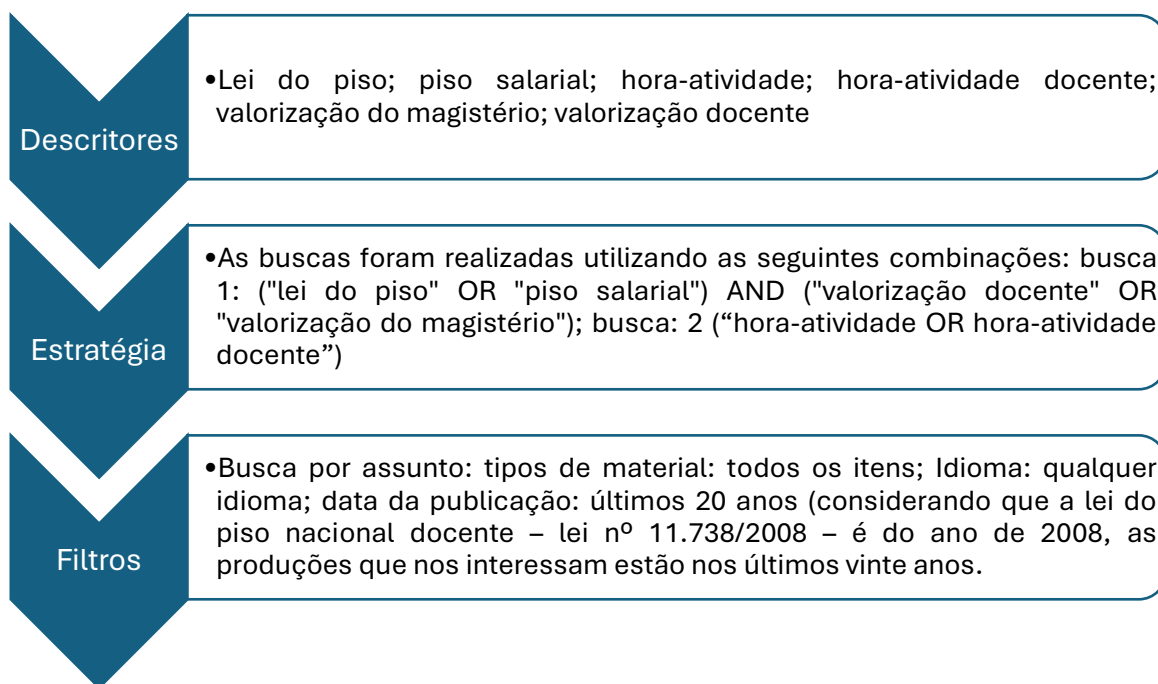 Descritores
•Lei do piso; piso salarial; hora-atividade; hora-atividade docente;
valorização do magistério; valorização docente
Estratégia
•As buscas foram realizadas utilizando as seguintes combinações: busca
1: ("lei do piso" OR "piso salarial") AND ("valorização docente" OR
"valorização do magistério"); busca: 2 (“hora-atividade OR hora-atividade
docente”)
Filtros
•Busca por assunto: tipos de material: todos os itens; Idioma: qualquer
idioma; data da publicação: últimos 20 anos (considerando que a lei do
piso nacional docente – lei nº 11.738/2008 – é do ano de 2008, as
produções que nos interessam estão nos últimos vinte anos.